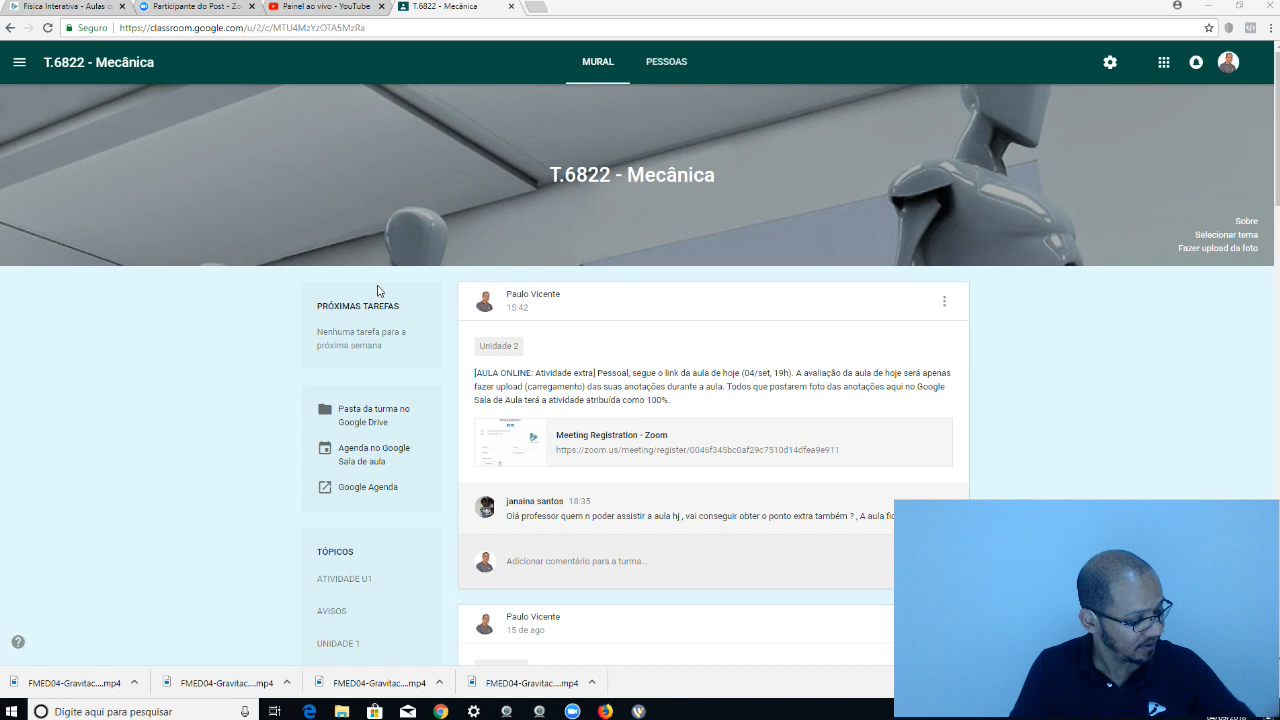 Física Interativa - Aulas o
Participante do Post - Zo
Painel ao vivo - YouTube
T.6822 - Mecânica
Seguro
https://classroom.google.com/u/2/c/MTU4MzYzOTA5MzRa
T.6822 - Mecânica
MURAL
PESSOAS
T.6822 - Mecânica
Sobre
Selecionar tema
Fazer upload da foto
PRÓXIMAS TAREFAS
Nenhuma tarefa para a
próxima semana
Pasta da turma no
Google Drive
Agenda no Google
Sala de aula
Google Agenda
TÓPICOS
ATIVIDADE U1
AVISOS
UNIDADE 1
Paulo Vicente
15:42
Unidade 2
[AULA ONLINE: Atividade extra] Pessoal, segue o link da aula de hoje (04/set, 19h). A avaliação da aula de hoje será apenas
fazer upload (carregamento) das suas anotações durante a aula. Todos que postarem foto das anotações aqui no Google
Sala de Aula terá a atividade atribuída como 100%.
Meeting Registration - Zoom
https://zoom.us/meeting/register/0046f345bc0af29c7510d14dfea9e911
janaina santos 18:35
Olá professor quem n poder assistir a aula hj , vai conseguir obter o ponto extra também ? , A aula fic
Adicionar comentário para a turma...
Paulo Vicente
15 de ago
FMED04-Gravitac....mp4
FMED04-Gravitac....mp4
FMED04-Gravitac....mp4
FMED04-Gravitac....mp4
Digite aqui para pesquisar